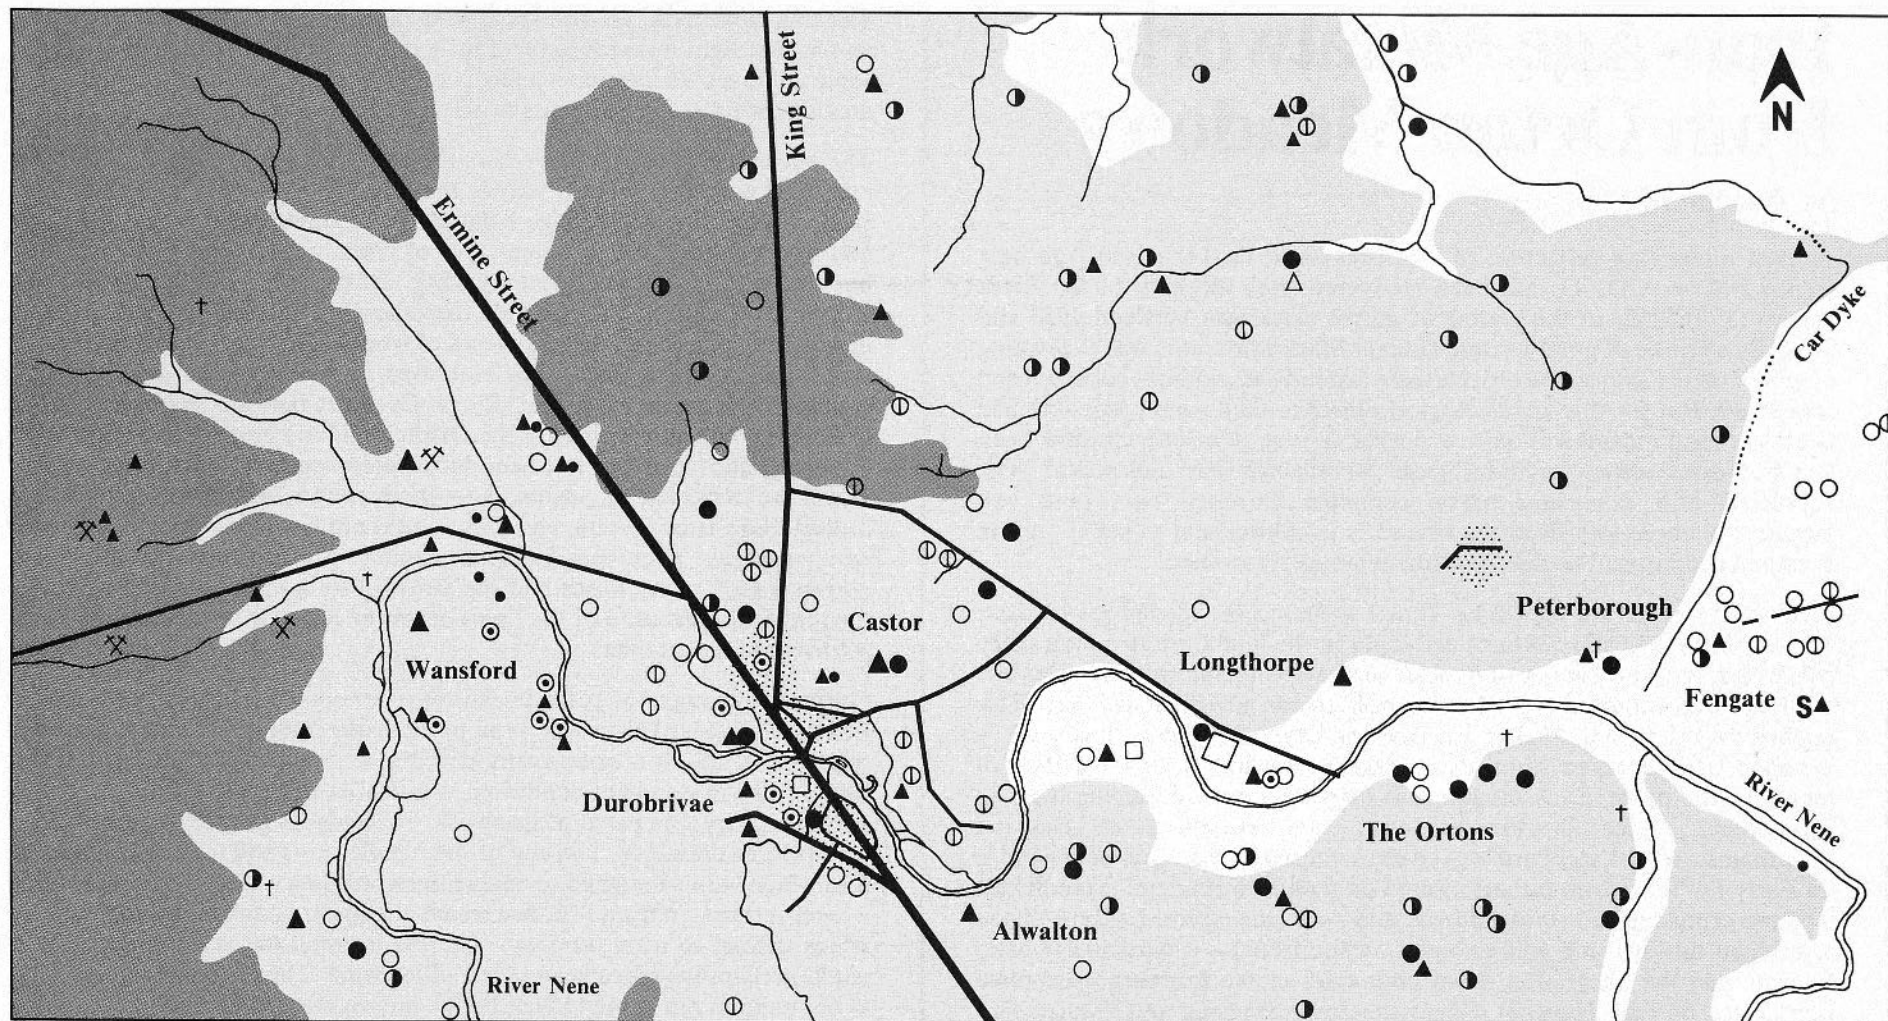 King Street
N
Ermine Street
Car Dyke
Castor
Peterborough
Wansford
Longthorpe
Fengate
S
Durobrivae
River Nene
The Ortons
Alwalton
River Nene